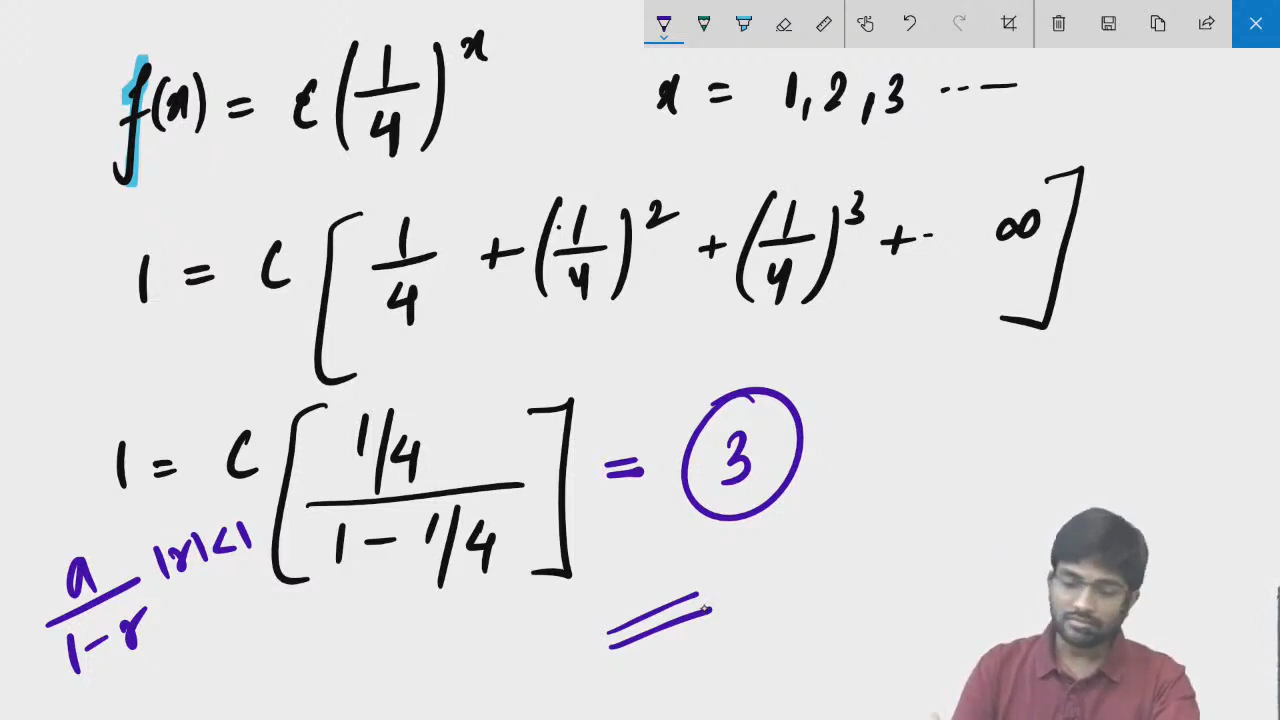 f(x) = c(1/4)^x    x = 1, 2, 3 ...—
1 = C[1/4 + (1/4)^2 + (1/4)^3 + -- ∞]
1 = C[(1/4)/(1 - 1/4)] = 3
a/(1-r) |r|<1